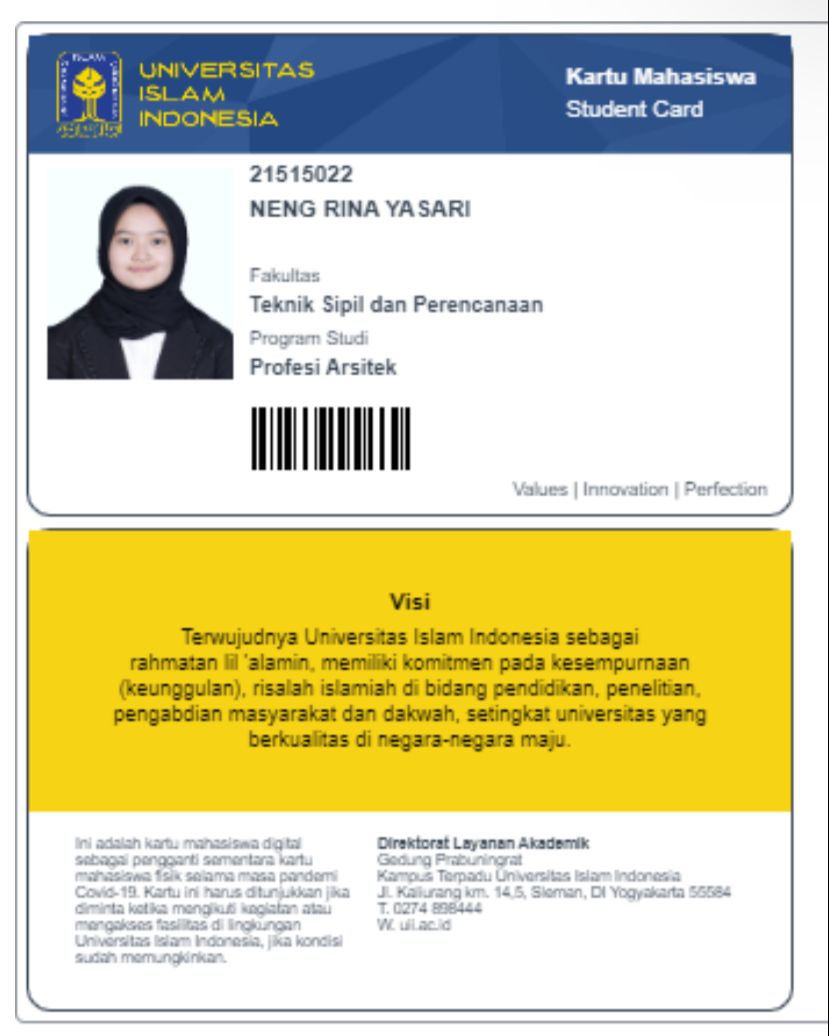 UNIVERSITAS
ISLAM
INDONESIA
Kartu Mahasiswa
Student Card
21515022
NENG RINA YASARI
Fakultas
Teknik Sipil dan Perencanaan
Program Studi
Profesi Arsitek
Values | Innovation | Perfection
Visi
Terwujudnya Universitas Islam Indonesia sebagai
rahmatan lil 'alamin, memiliki komitmen pada kesempurnaan
(keunggulan), risalah islamiah di bidang pendidikan, penelitian,
pengabdian masyarakat dan dakwah, setingkat universitas yang
berkualitas di negara-negara maju.
Ini adalah kartu mahasiswa digital
sebagai pengganti sementara kartu
mahasiswa fisik selama masa pandemi
Covid-19. Kartu ini harus ditunjukkan jika
diminta ketika mengikuti kegiatan atau
mengakses fasilitas di lingkungan
Universitas Islam Indonesia, jika kondisi
sudah memungkinkan.
Direktorat Layanan Akademik
Gedung Prabuningrat
Kampus Terpadu Universitas Islam Indonesia
Jl. Kaliurang km. 14,5, Sleman, DI Yogyakarta 55584
T. 0274 898444
W. uii.ac.id